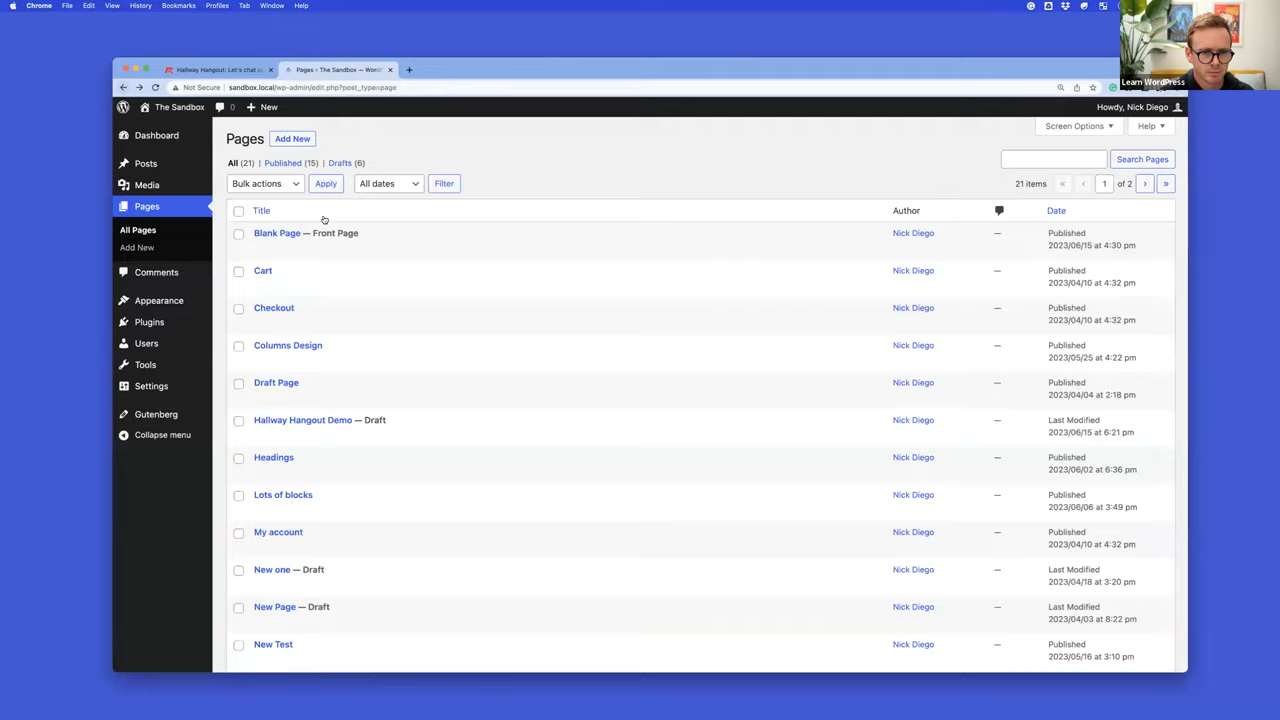 Chrome File Edit View History Bookmarks Profiles Tab Window Help
Learn WordPress
Hallway Hangout: Let's chat a
Pages ‹ The Sandbox — Word
Not Secure | sandbox.local/wp-admin/edit.php?post_type=page
The Sandbox 0 New Howdy, Nick Diego
Dashboard
Posts
Media
Pages
All Pages
Add New
Comments
Appearance
Plugins
Users
Tools
Settings
Gutenberg
Collapse menu
Screen Options Help
Pages Add New
All (21) | Published (15) | Drafts (6)
Search Pages
Bulk actions Apply All dates Filter 21 items « ‹ 1 of 2 › »
Title Author Date
Blank Page — Front Page Nick Diego — Published
2023/06/15 at 4:30 pm
Cart Nick Diego — Published
2023/04/10 at 4:32 pm
Checkout Nick Diego — Published
2023/04/10 at 4:32 pm
Columns Design Nick Diego — Published
2023/05/25 at 4:22 pm
Draft Page Nick Diego — Published
2023/04/04 at 2:18 pm
Hallway Hangout Demo — Draft Nick Diego — Last Modified
2023/06/15 at 6:21 pm
Headings Nick Diego — Published
2023/06/02 at 6:36 pm
Lots of blocks Nick Diego — Published
2023/06/06 at 3:49 pm
My account Nick Diego — Published
2023/04/10 at 4:32 pm
New one — Draft Nick Diego — Last Modified
2023/04/18 at 3:20 pm
New Page — Draft Nick Diego — Last Modified
2023/04/03 at 8:22 pm
New Test Nick Diego — Published
2023/05/16 at 3:10 pm